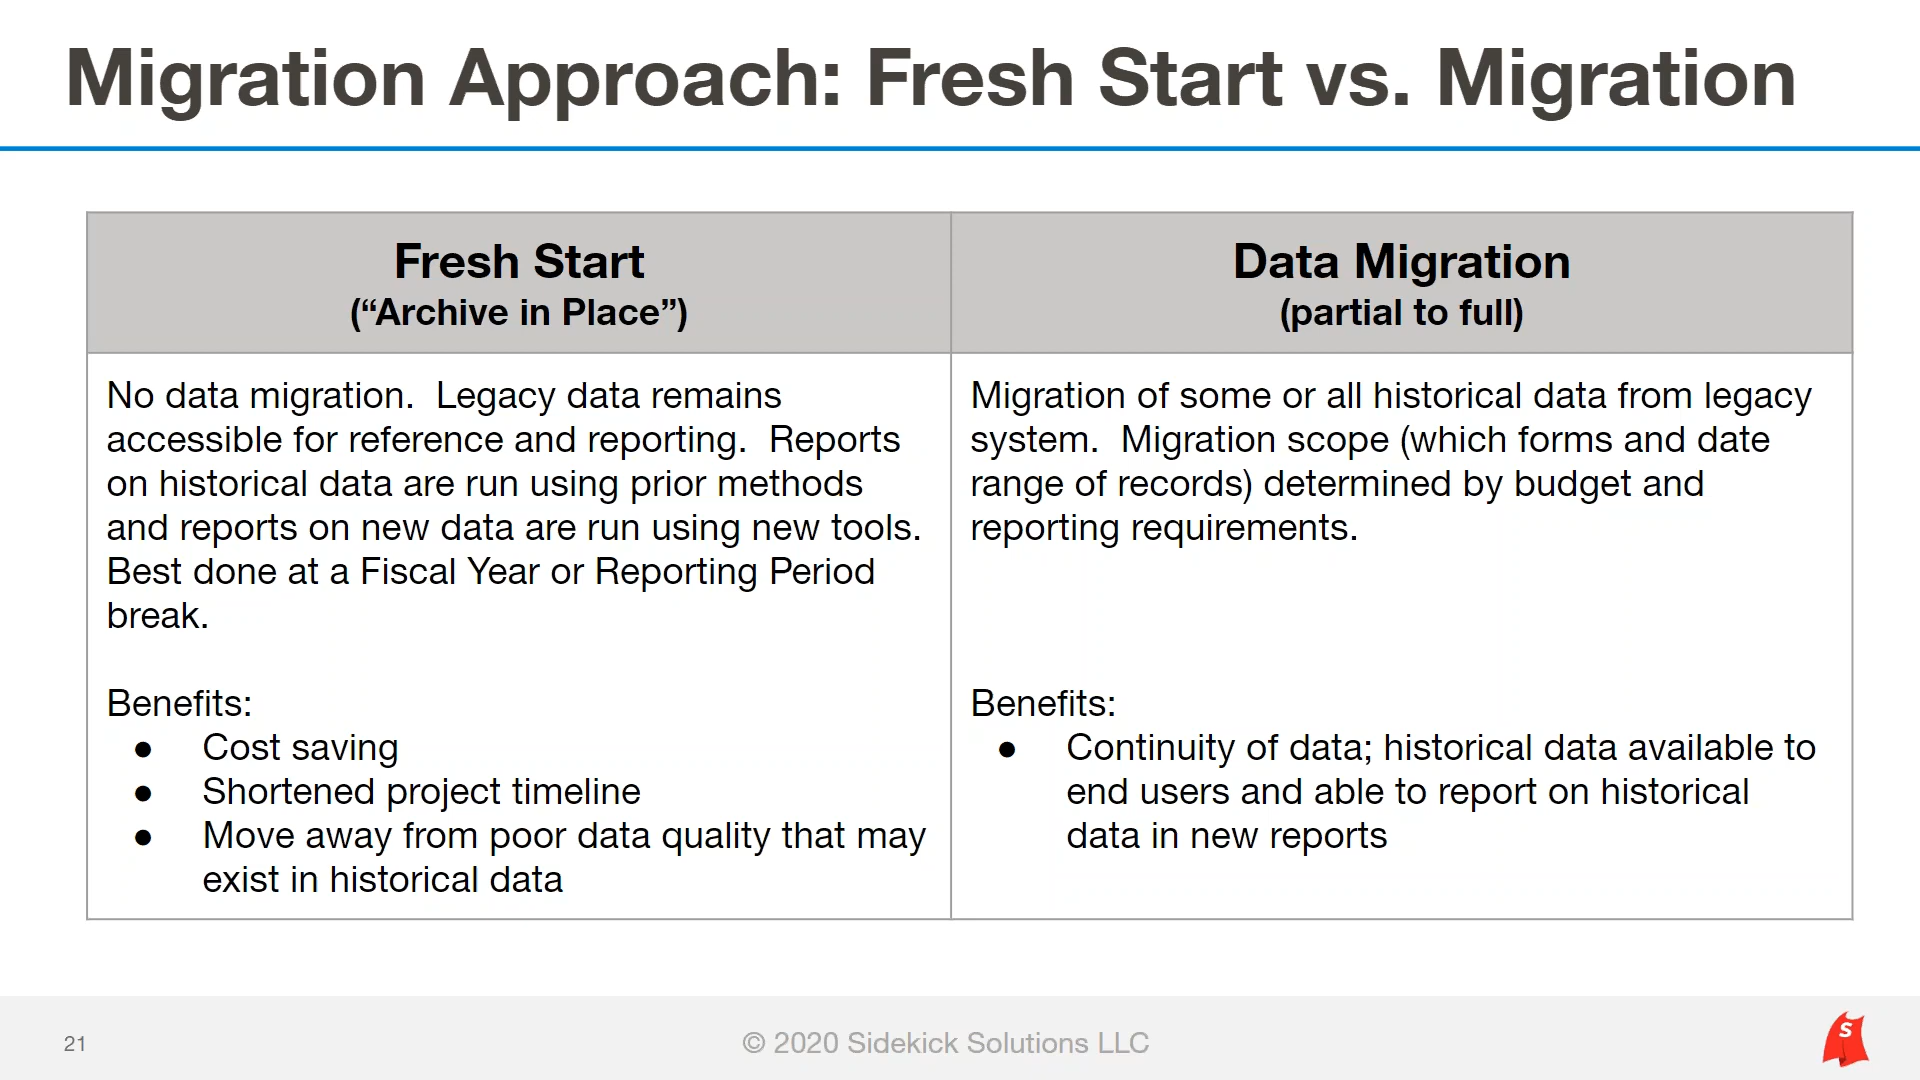 Migration Approach: Fresh Start vs. Migration
Fresh Start
(“Archive in Place”)
No data migration.  Legacy data remains
accessible for reference and reporting.  Reports
on historical data are run using prior methods
and reports on new data are run using new tools.
Best done at a Fiscal Year or Reporting Period
break.
Benefits:
● Cost saving
● Shortened project timeline
● Move away from poor data quality that may
exist in historical data
Data Migration
(partial to full)
Migration of some or all historical data from legacy
system.  Migration scope (which forms and date
range of records) determined by budget and
reporting requirements.
Benefits:
● Continuity of data; historical data available to
end users and able to report on historical
data in new reports
21
© 2020 Sidekick Solutions LLC
S